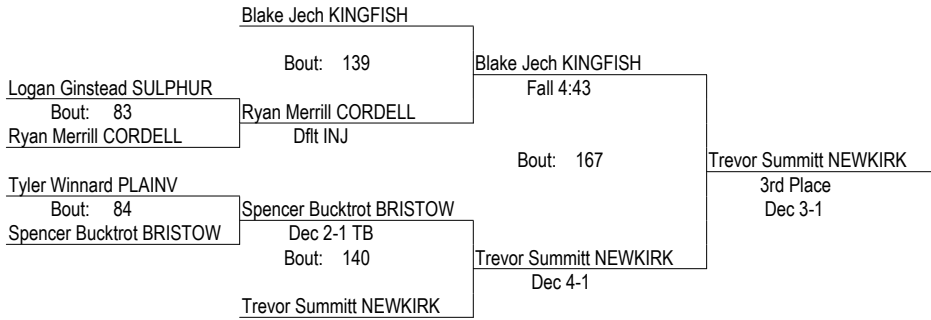 Blake Jech KINGFISH
Bout: 139
Blake Jech KINGFISH
Logan Ginstead SULPHUR
Fall 4:43
Bout: 83
Ryan Merrill CORDELL
Ryan Merrill CORDELL
Dflt INJ
Bout: 167
Trevor Summitt NEWKIRK
Tyler Winnard PLAINV
3rd Place
Bout: 84
Spencer Bucktrot BRISTOW
Dec 3-1
Spencer Bucktrot BRISTOW
Dec 2-1 TB
Bout: 140
Trevor Summitt NEWKIRK
Dec 4-1
Trevor Summitt NEWKIRK